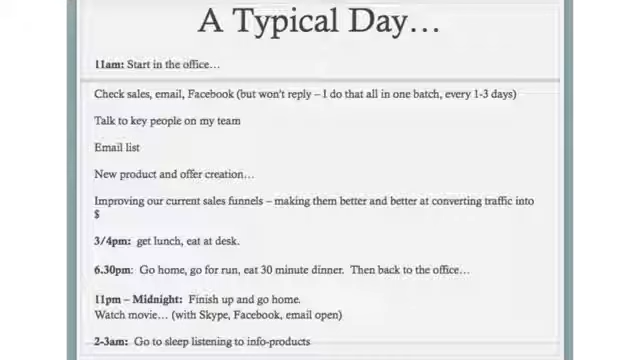 A Typical Day…
11am: Start in the office…
Check sales, email, Facebook (but won't reply – I do that all in one batch, every 1-3 days)
Talk to key people on my team
Email list
New product and offer creation…
Improving our current sales funnels – making them better and better at converting traffic into
$
3/4pm: get lunch, eat at desk.
6.30pm: Go home, go for run, eat 30 minute dinner. Then back to the office…
11pm – Midnight: Finish up and go home.
Watch movie… (with Skype, Facebook, email open)
2-3am: Go to sleep listening to info-products